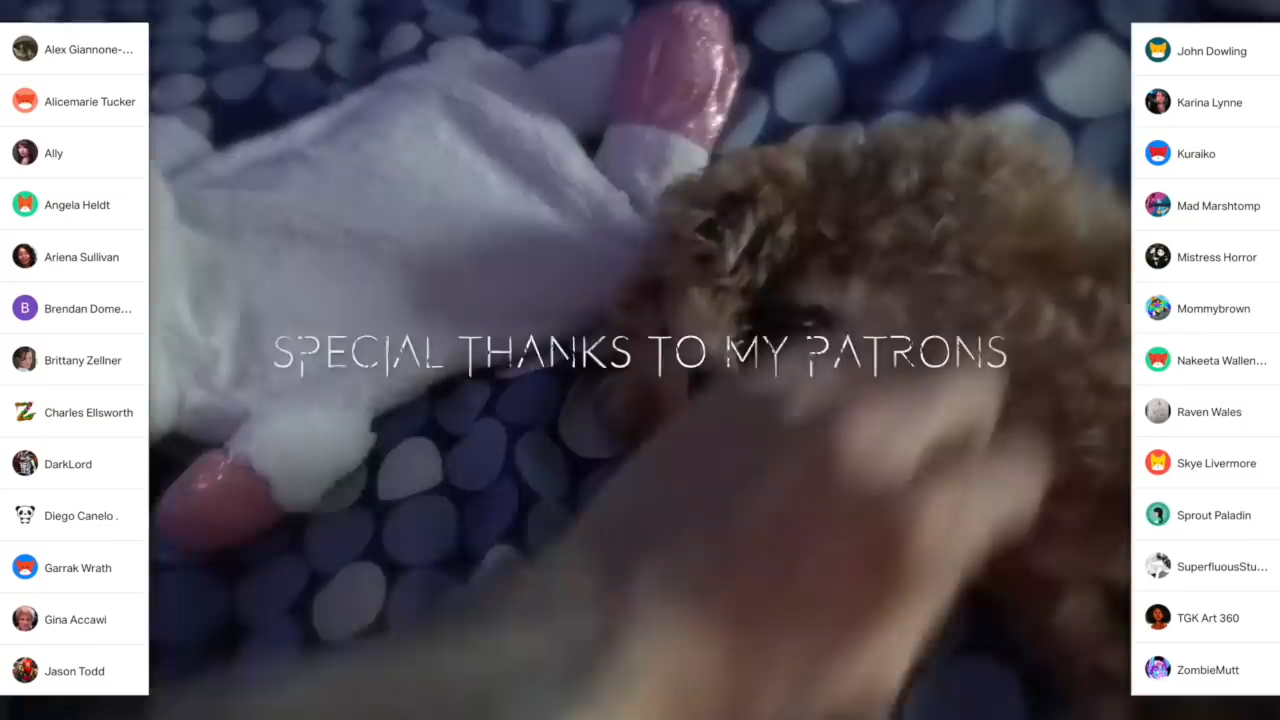 Alex Giannone-...
Alicemarie Tucker
Ally
Angela Heldt
Ariena Sullivan
B
Brendan Dome...
Brittany Zellner
Charles Ellsworth
DarkLord
Diego Canelo .
Garrak Wrath
Gina Accawi
Jason Todd
SPECIAL THANKS TO MY PATRONS
John Dowling
Karina Lynne
Kuraiko
Mad Marshtomp
Mistress Horror
Mommybrown
Nakeeta Wallen...
Raven Wales
Skye Livermore
Sprout Paladin
SuperfluousStu...
TGK Art 360
ZombieMutt